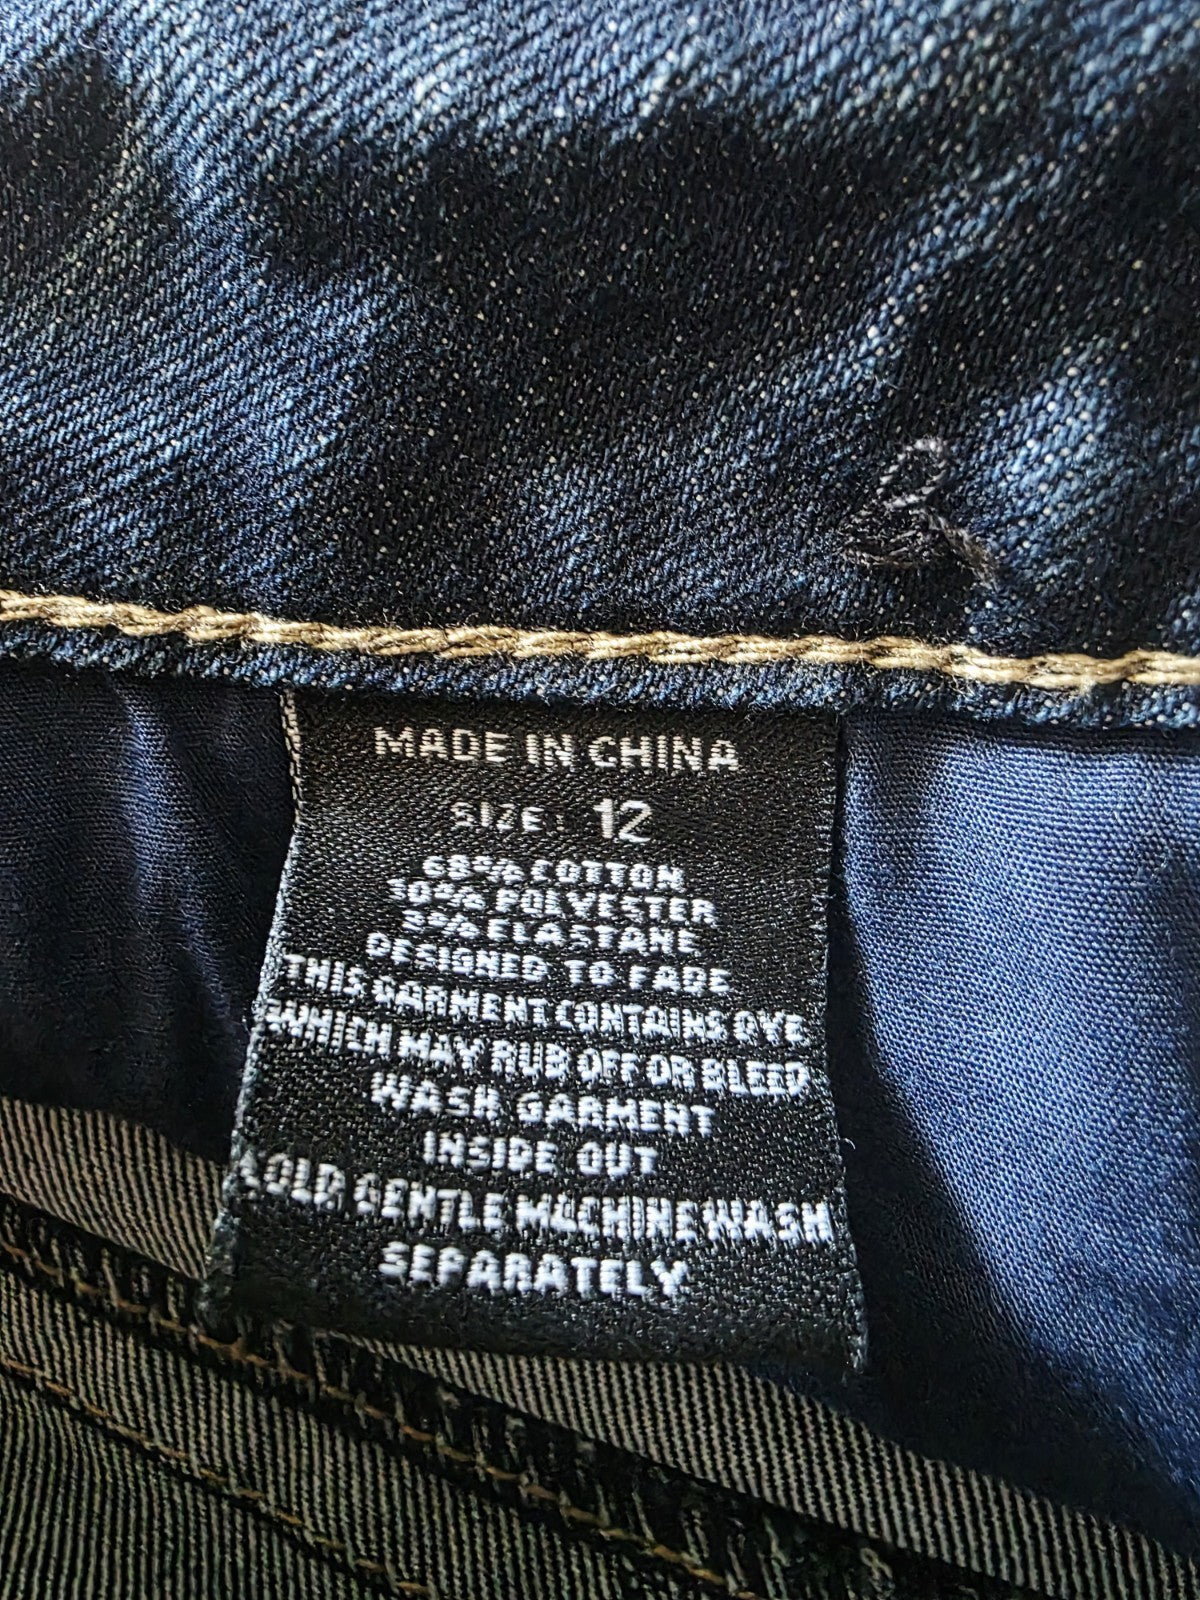 MADE IN CHINA
SIZE: 12
68% COTTON
30% POLYESTER
2% ELASTANE
DESIGNED TO FADE
THIS GARMENT CONTAINS DYE
WHICH MAY RUB OFF OR BLEED
WASH GARMENT
INSIDE OUT
COLD GENTLE MACHINE WASH
SEPARATELY